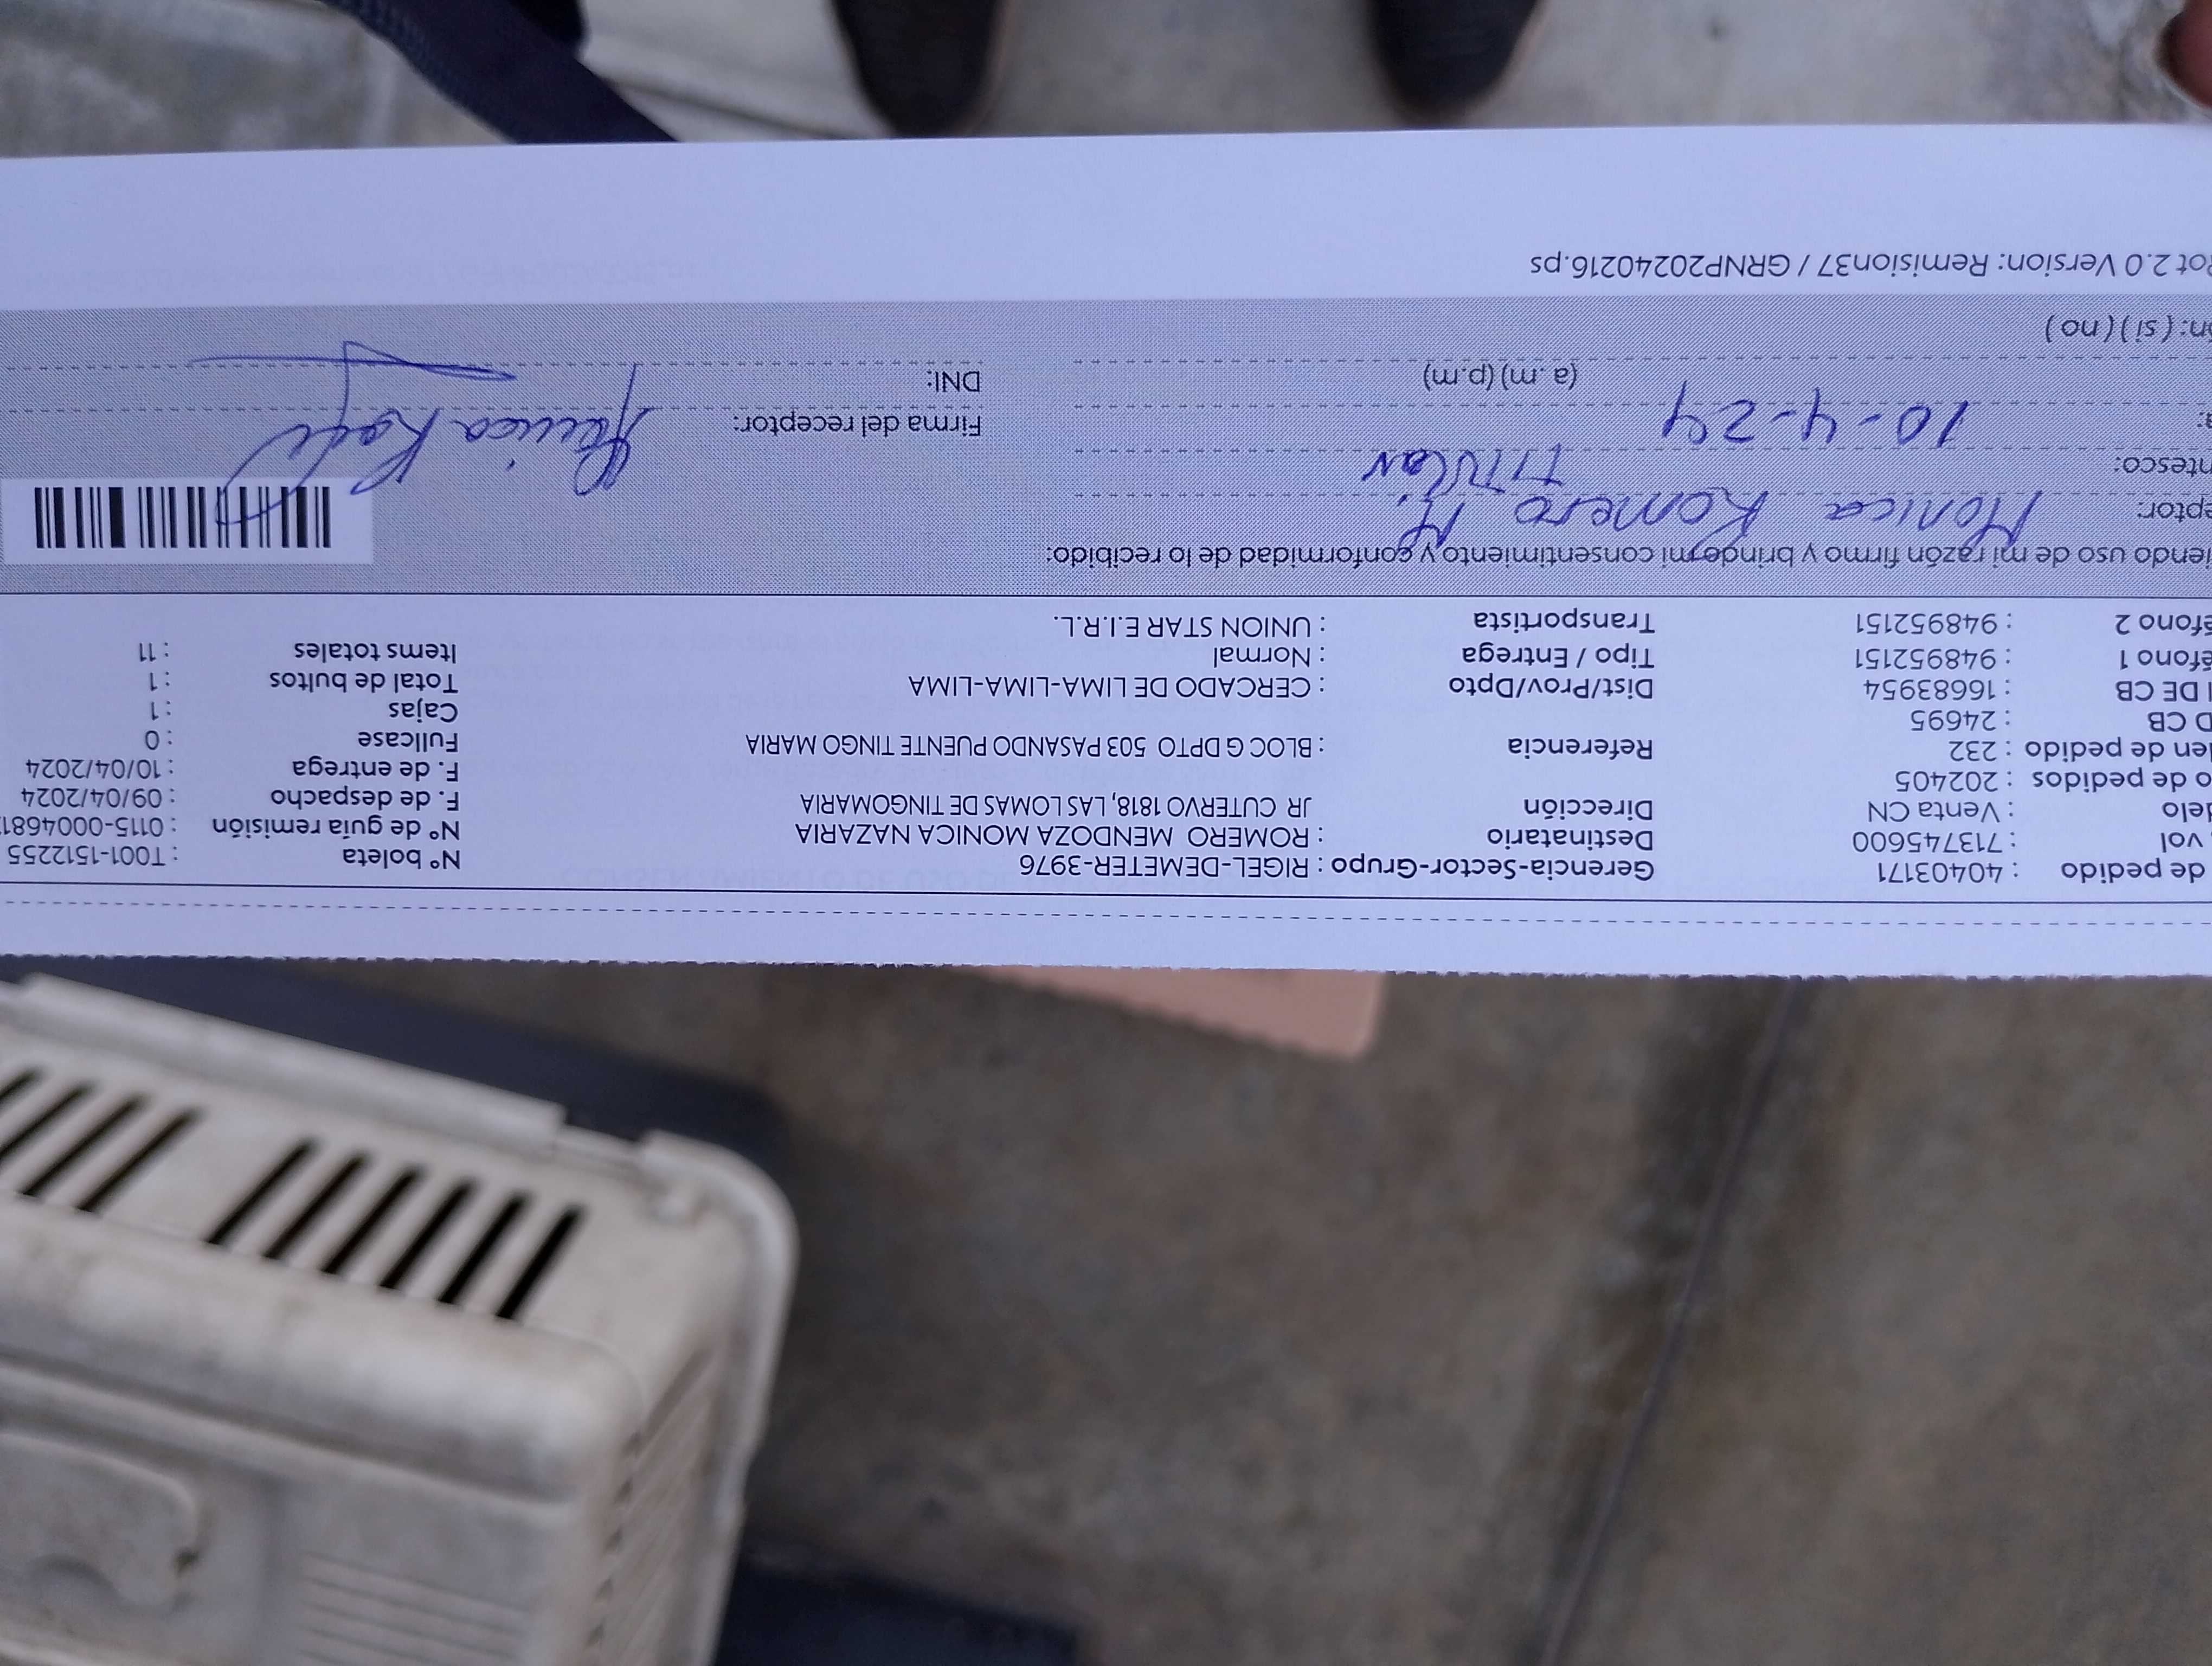 de pedido : 40403171 Gerencia-Sector-Grupo : RIGEL-DEMETER-3976 N° boleta : T001-1512255
vol : 713745600 Destinatario : ROMERO MENDOZA MONICA NAZARIA N° de guía remisión : 0115-0004681
delo : Venta CN Dirección JR CUTERVO 1818, LAS LOMAS DE TINGOMARIA F. de despacho : 09/04/2024
o de pedidos : 202405 F. de entrega : 10/04/2024
den de pedido : 232 Referencia : BLOC G DPTO 503 PASANDO PUENTE TINGO MARIA Fullcase : 0
D CB : 24695 Cajas : 1
I DE CB : 16683954 Dist/Prov/Dpto : CERCADO DE LIMA-LIMA-LIMA Total de bultos : 1
éfono 1 : 948952151 Tipo / Entrega : Normal Items totales : 11
éfono 2 : 948952151 Transportista : UNION STAR E.I.R.L.
iendo uso de mi razón firmo y brindo mi consentimiento y conformidad de lo recibido:
eptor: Monica Romero M.
ntesco: TITULAR
10-4-24 Firma del receptor:
(a.m)(p.m) DNI:
ón: (si)(no)
Rot 2.0 Version: Remision37 / GRNP20240216.ps